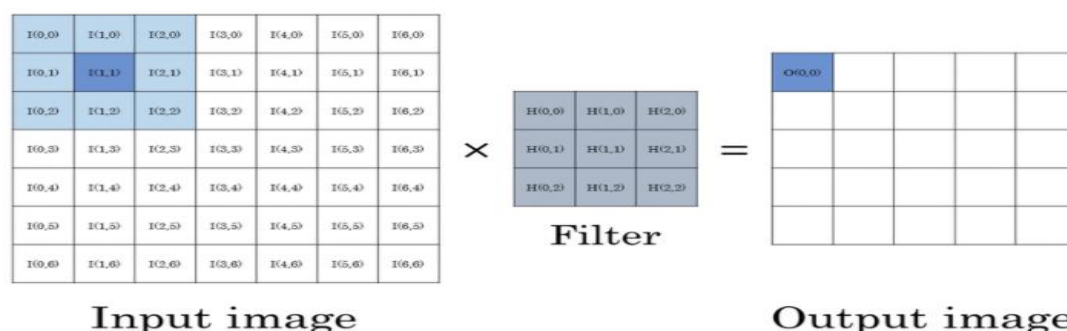 I(0,0) I(1,0) I(2,0) I(3,0) I(4,0) I(5,0) I(6,0)
I(0,1) I(1,1) I(2,1) I(3,1) I(4,1) I(5,1) I(6,1)
I(0,2) I(1,2) I(2,2) I(3,2) I(4,2) I(5,2) I(6,2)
I(0,3) I(1,3) I(2,3) I(3,3) I(4,3) I(5,3) I(6,3)
I(0,4) I(1,4) I(2,4) I(3,4) I(4,4) I(5,4) I(6,4)
I(0,5) I(1,5) I(2,5) I(3,5) I(4,5) I(5,5) I(6,5)
I(0,6) I(1,6) I(2,6) I(3,6) I(4,6) I(5,6) I(6,6)
Input image
×
H(0,0) H(1,0) H(2,0)
H(0,1) H(1,1) H(2,1)
H(0,2) H(1,2) H(2,2)
Filter
=
O(0,0)
Output image